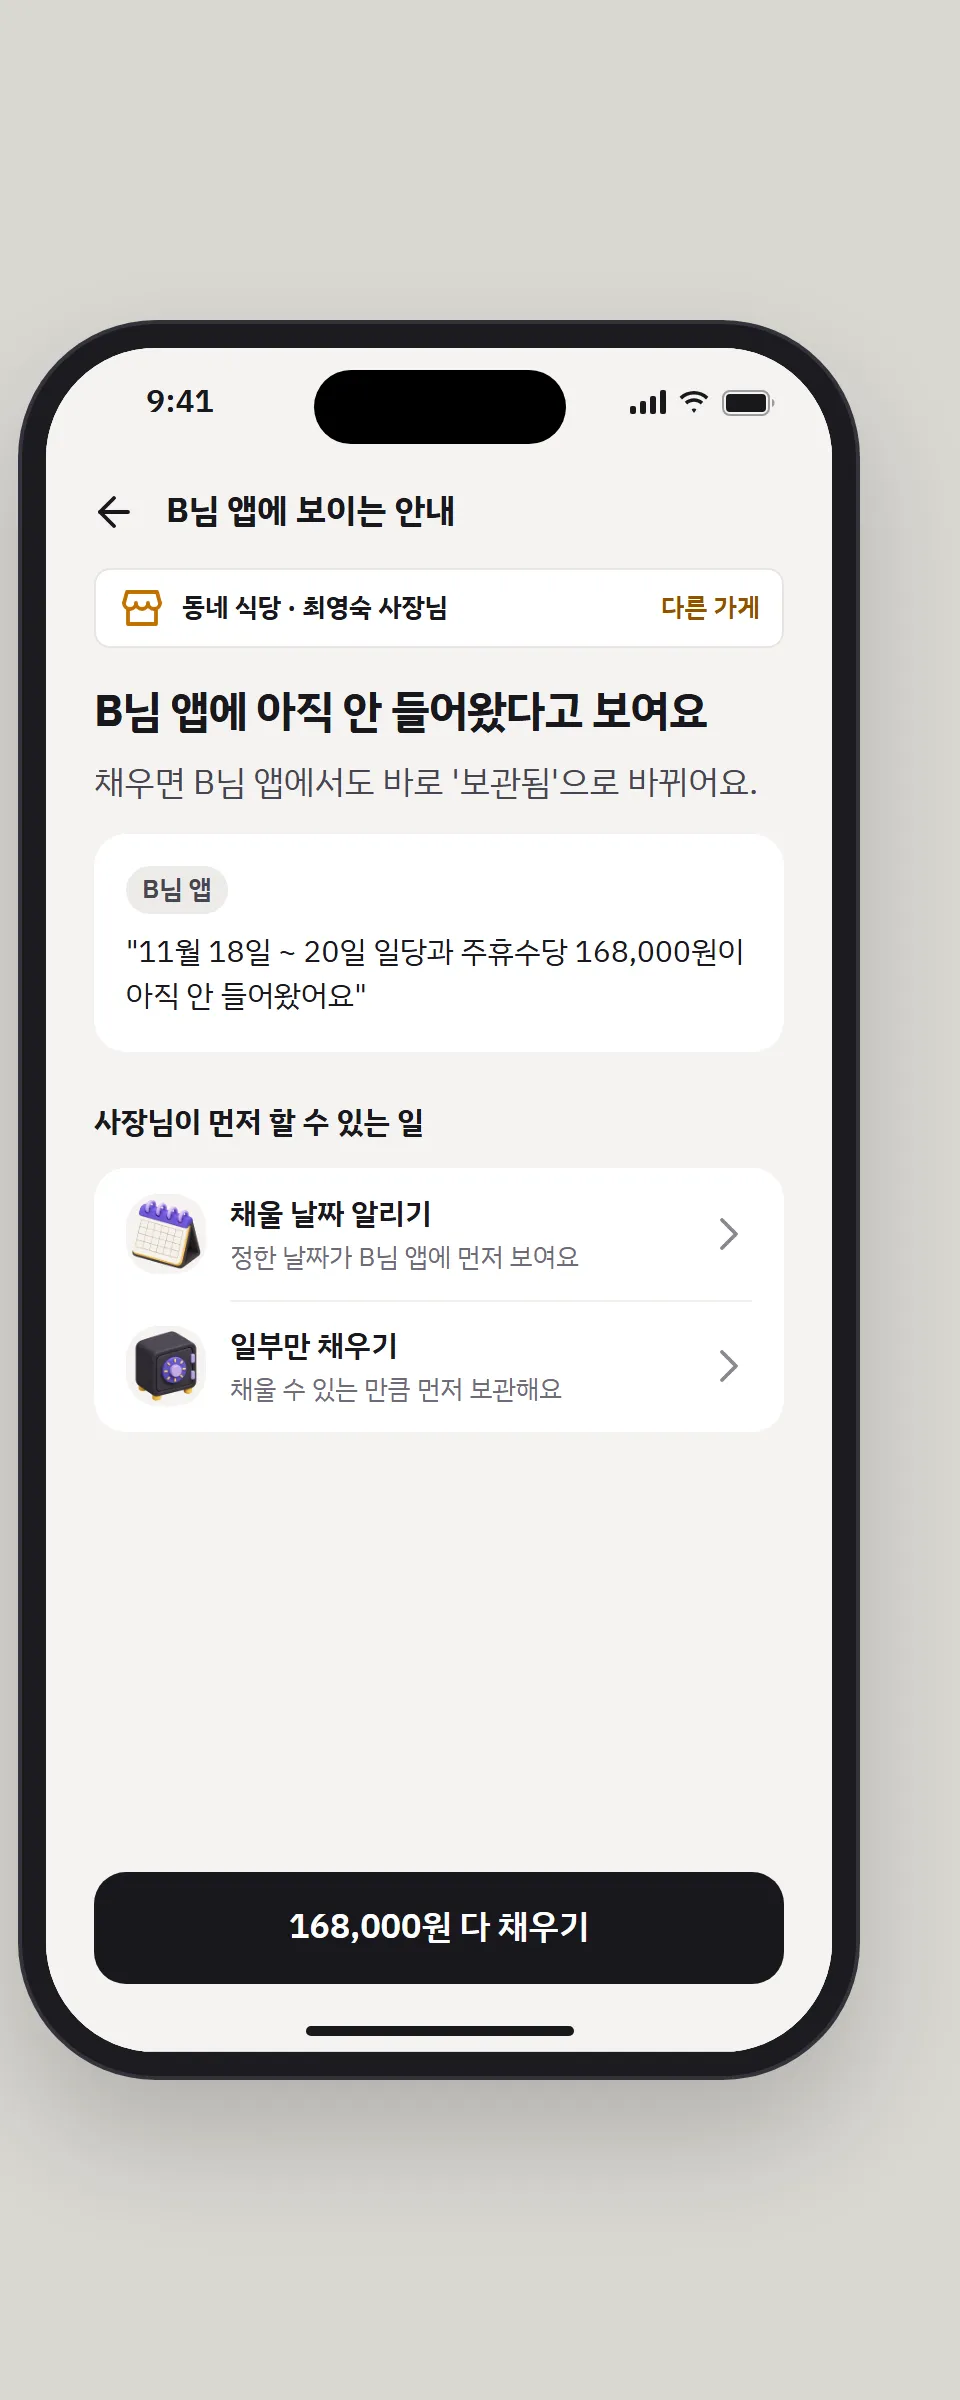 9:41
B님 앱에 보이는 안내
동네 식당 · 최영숙 사장님
다른 가게
B님 앱에 아직 안 들어왔다고 보여요
채우면 B님 앱에서도 바로 '보관됨'으로 바뀌어요.
B님 앱
"11월 18일 ~ 20일 일당과 주휴수당 168,000원이
아직 안 들어왔어요"
사장님이 먼저 할 수 있는 일
채울 날짜 알리기
정한 날짜가 B님 앱에 먼저 보여요
일부만 채우기
채울 수 있는 만큼 먼저 보관해요
168,000원 다 채우기